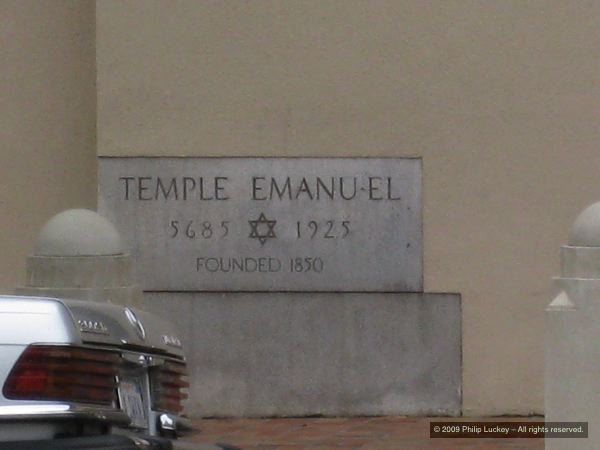 TEMPLE EMANU-EL
5685 ✡ 1925
FOUNDED 1850
© 2009 Philip Luckey – All rights reserved.